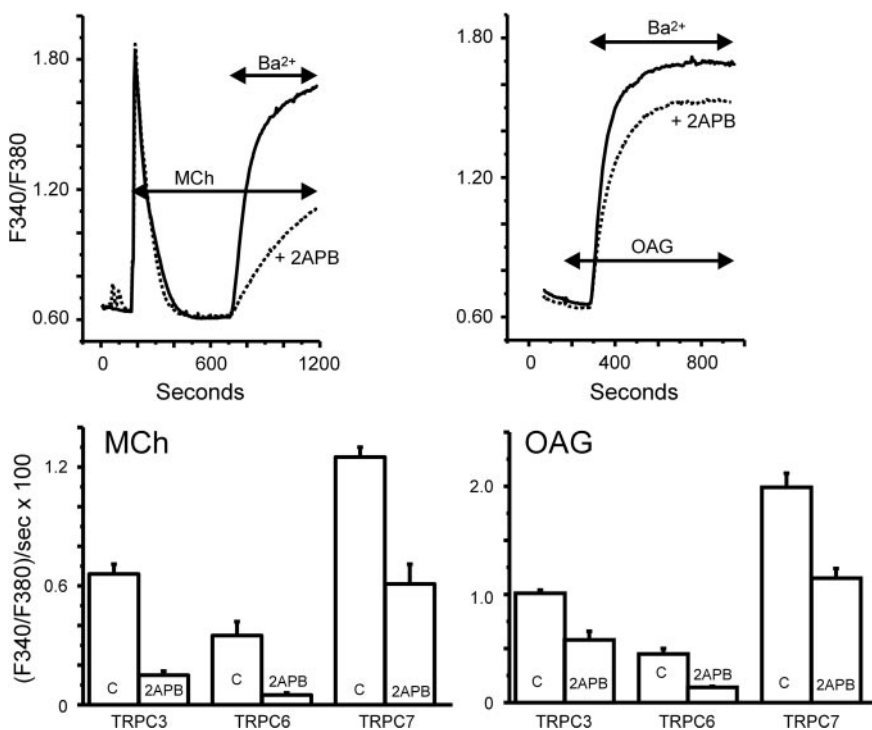 F340/F380
1.80
1.20
0.60
Ba²⁺
MCh
+ 2APB
0
600
1200
Seconds
1.80
1.20
0.60
Ba²⁺
+ 2APB
OAG
0
400
800
Seconds
(F340/F380)/sec x 100
MCh
1.2
0.6
0
C
2APB
C
2APB
C
2APB
TRPC3
TRPC6
TRPC7
OAG
2.0
1.0
0
C
2APB
C
2APB
C
2APB
TRPC3
TRPC6
TRPC7